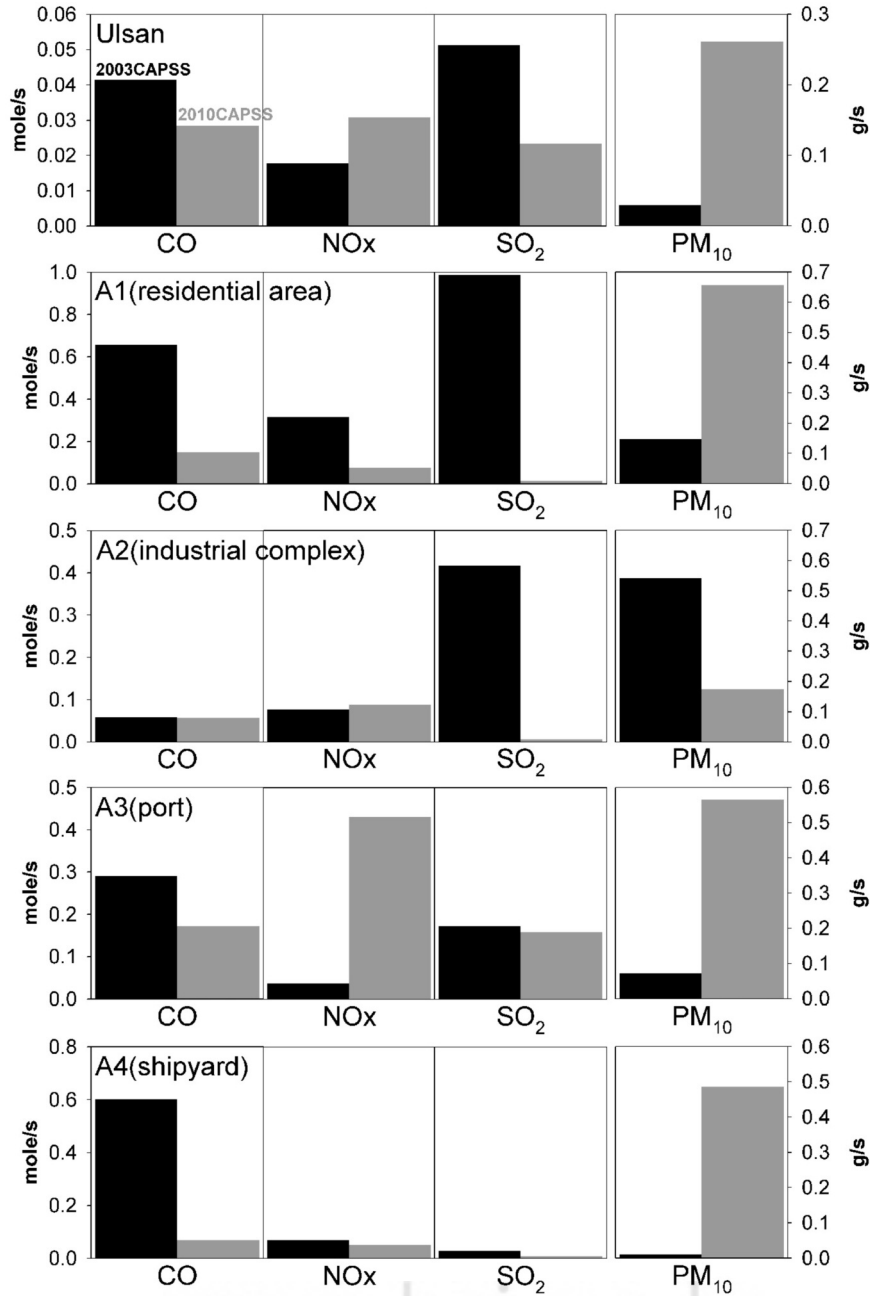 Ulsan
2003CAPSS
2010CAPSS
mole/s
0.06
0.05
0.04
0.03
0.02
0.01
0.00
0.3
0.2
0.1
0.0
g/s
CO NOx SO₂ PM₁₀
A1(residential area)
mole/s
1.0
0.8
0.6
0.4
0.2
0.0
0.7
0.6
0.5
0.4
0.3
0.2
0.1
0.0
g/s
CO NOx SO₂ PM₁₀
A2(industrial complex)
mole/s
0.5
0.4
0.3
0.2
0.1
0.0
0.7
0.6
0.5
0.4
0.3
0.2
0.1
0.0
g/s
CO NOx SO₂ PM₁₀
A3(port)
mole/s
0.5
0.4
0.3
0.2
0.1
0.0
0.6
0.5
0.4
0.3
0.2
0.1
0.0
g/s
CO NOx SO₂ PM₁₀
A4(shipyard)
mole/s
0.8
0.6
0.4
0.2
0.0
0.6
0.5
0.4
0.3
0.2
0.1
0.0
g/s
CO NOx SO₂ PM₁₀